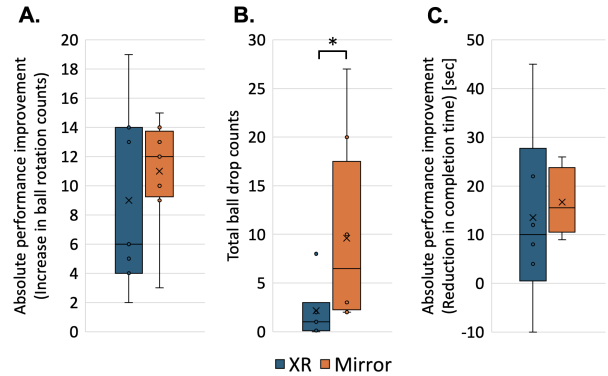 A.
Absolute performance improvement
(Increase in ball rotation counts)
20
18
16
14
12
10
8
6
4
2
0
B.
Total ball drop counts
30
25
20
15
10
5
0
*
C.
Absolute performance improvement
(Reduction in completion time) [sec]
50
40
30
20
10
0
-10
XR Mirror